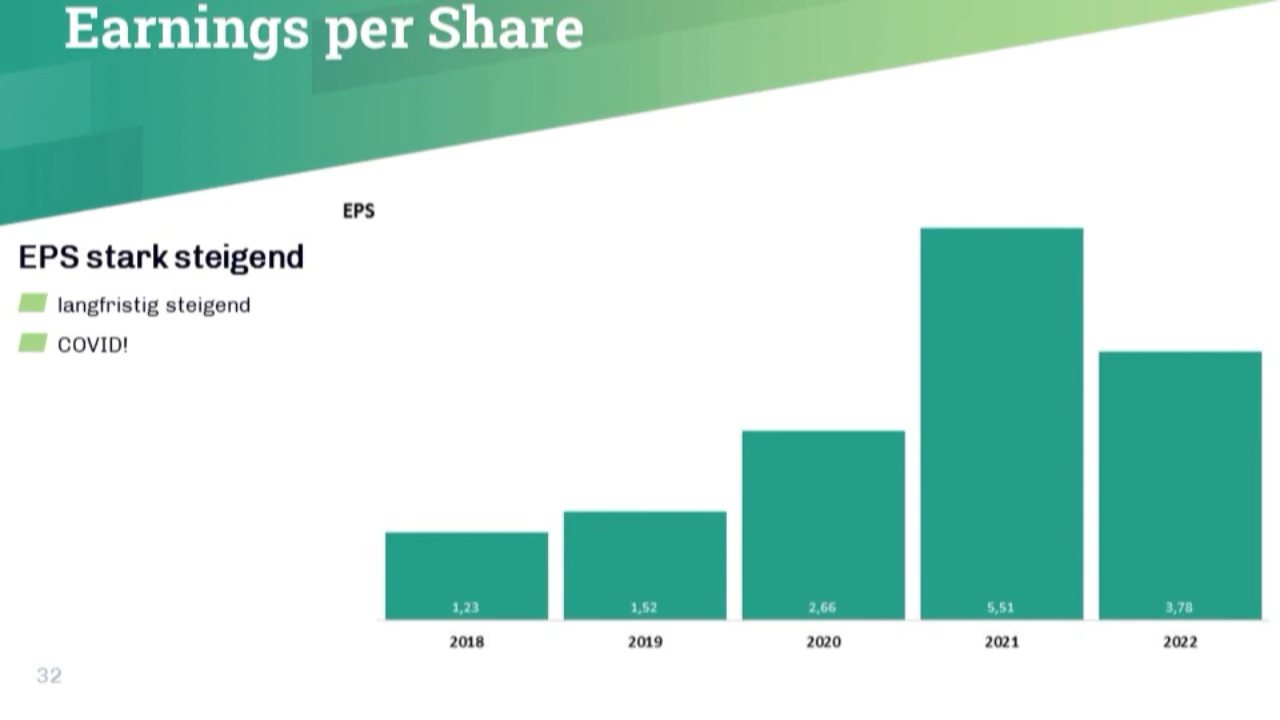 Earnings per Share
EPS
EPS stark steigend
langfristig steigend
COVID!
1,23
1,52
2,66
5,51
3,78
2018
2019
2020
2021
2022
32